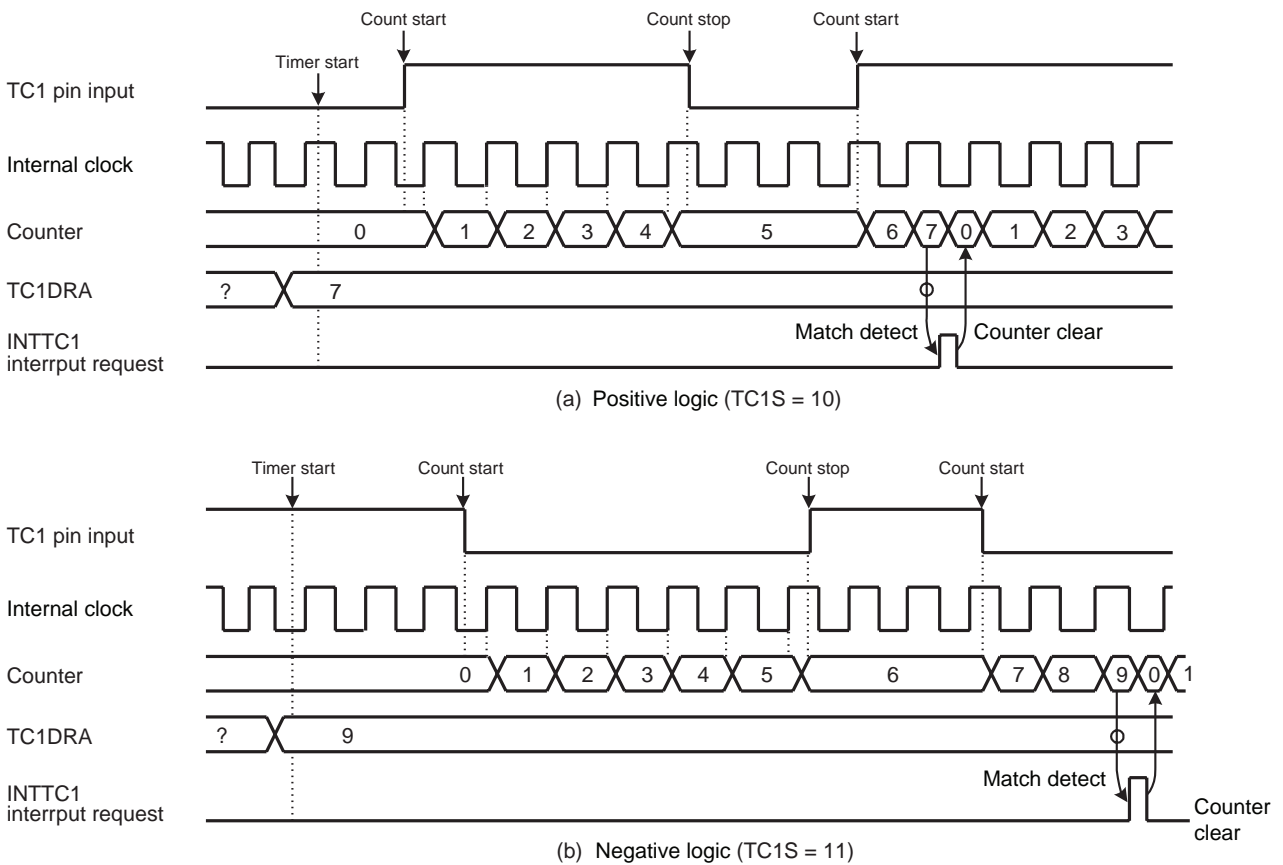 Count start Count stop Count start
Timer start
TC1 pin input
Internal clock
Counter 0 1 2 3 4 5 6 7 0 1 2 3
TC1DRA ? 7
Match detect Counter clear
INTTC1
interrput request
(a) Positive logic (TC1S = 10)
Timer start Count start Count stop Count start
TC1 pin input
Internal clock
Counter 0 1 2 3 4 5 6 7 8 9 0 1
TC1DRA ? 9
Match detect
INTTC1
interrput request
Counter
clear
(b) Negative logic (TC1S = 11)